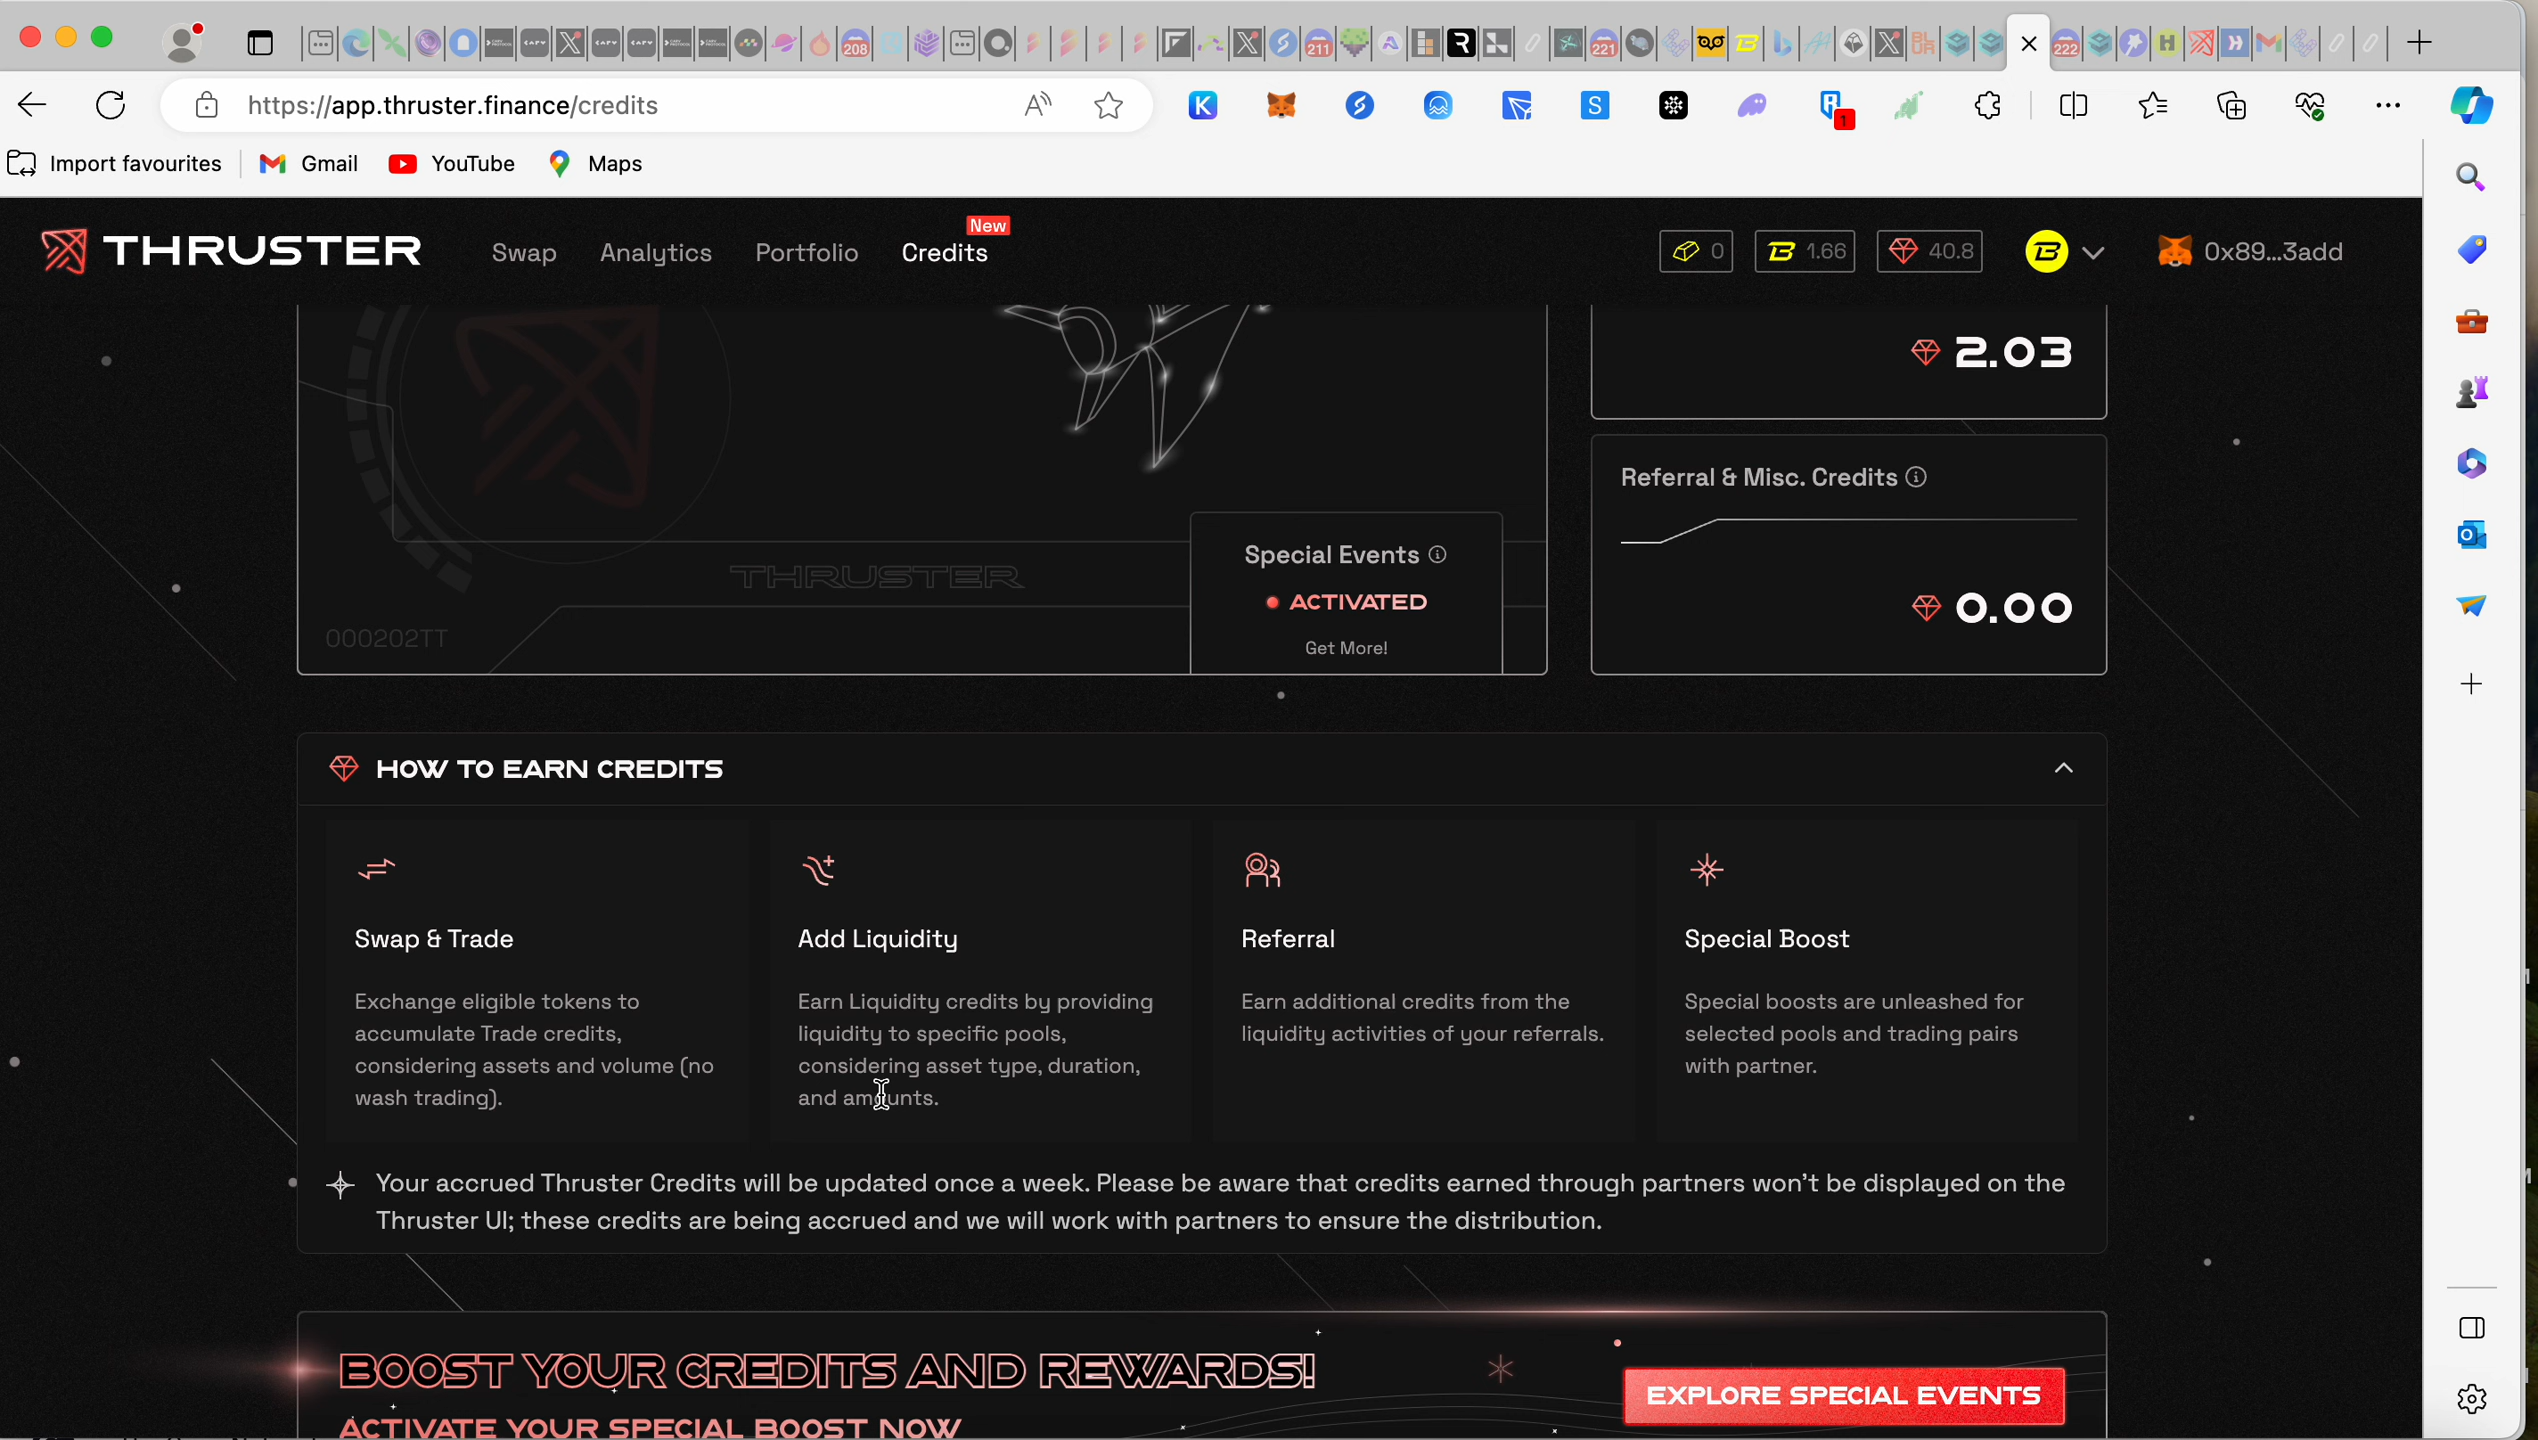 208
211
221
222
https://app.thruster.finance/credits
1
Import favourites
Gmail
YouTube
Maps
THRUSTER
Swap
Analytics
Portfolio
Credits
New
0
1.66
40.8
0x89...3add
2.03
Referral & Misc. Credits
0.00
THRUSTER
000202TT
Special Events
ACTIVATED
Get More!
HOW TO EARN CREDITS
Swap & Trade
Exchange eligible tokens to
accumulate Trade credits,
considering assets and volume (no
wash trading).
Add Liquidity
Earn Liquidity credits by providing
liquidity to specific pools,
considering asset type, duration,
and amounts.
Referral
Earn additional credits from the
liquidity activities of your referrals.
Special Boost
Special boosts are unleashed for
selected pools and trading pairs
with partner.
Your accrued Thruster Credits will be updated once a week. Please be aware that credits earned through partners won't be displayed on the
Thruster UI; these credits are being accrued and we will work with partners to ensure the distribution.
BOOST YOUR CREDITS AND REWARDS!
ACTIVATE YOUR SPECIAL BOOST NOW
EXPLORE SPECIAL EVENTS